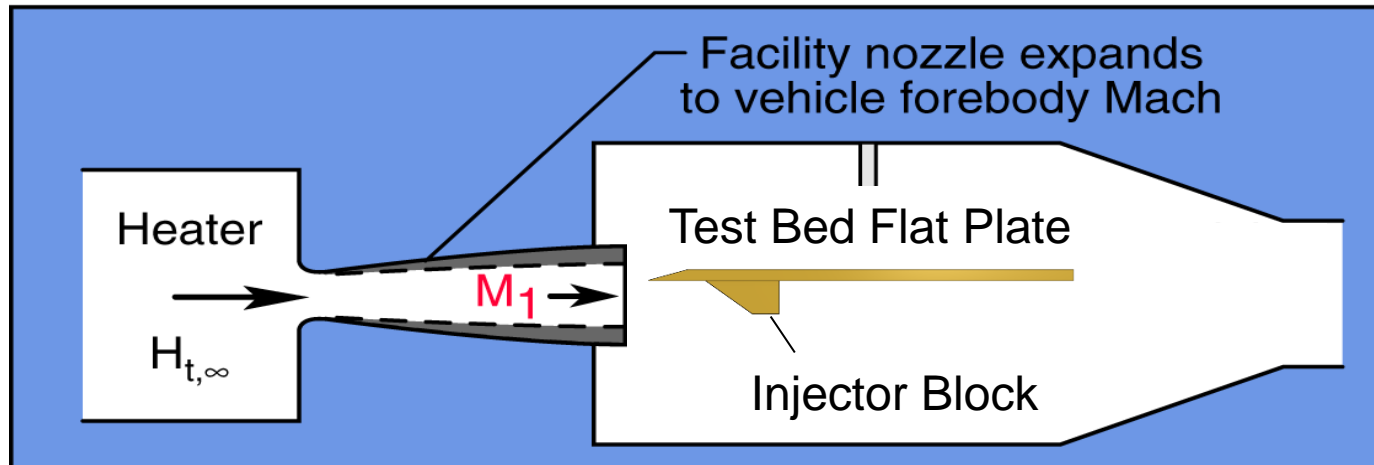 Facility nozzle expands
to vehicle forebody Mach
Heater
Test Bed Flat Plate
M1
Ht,∞
Injector Block